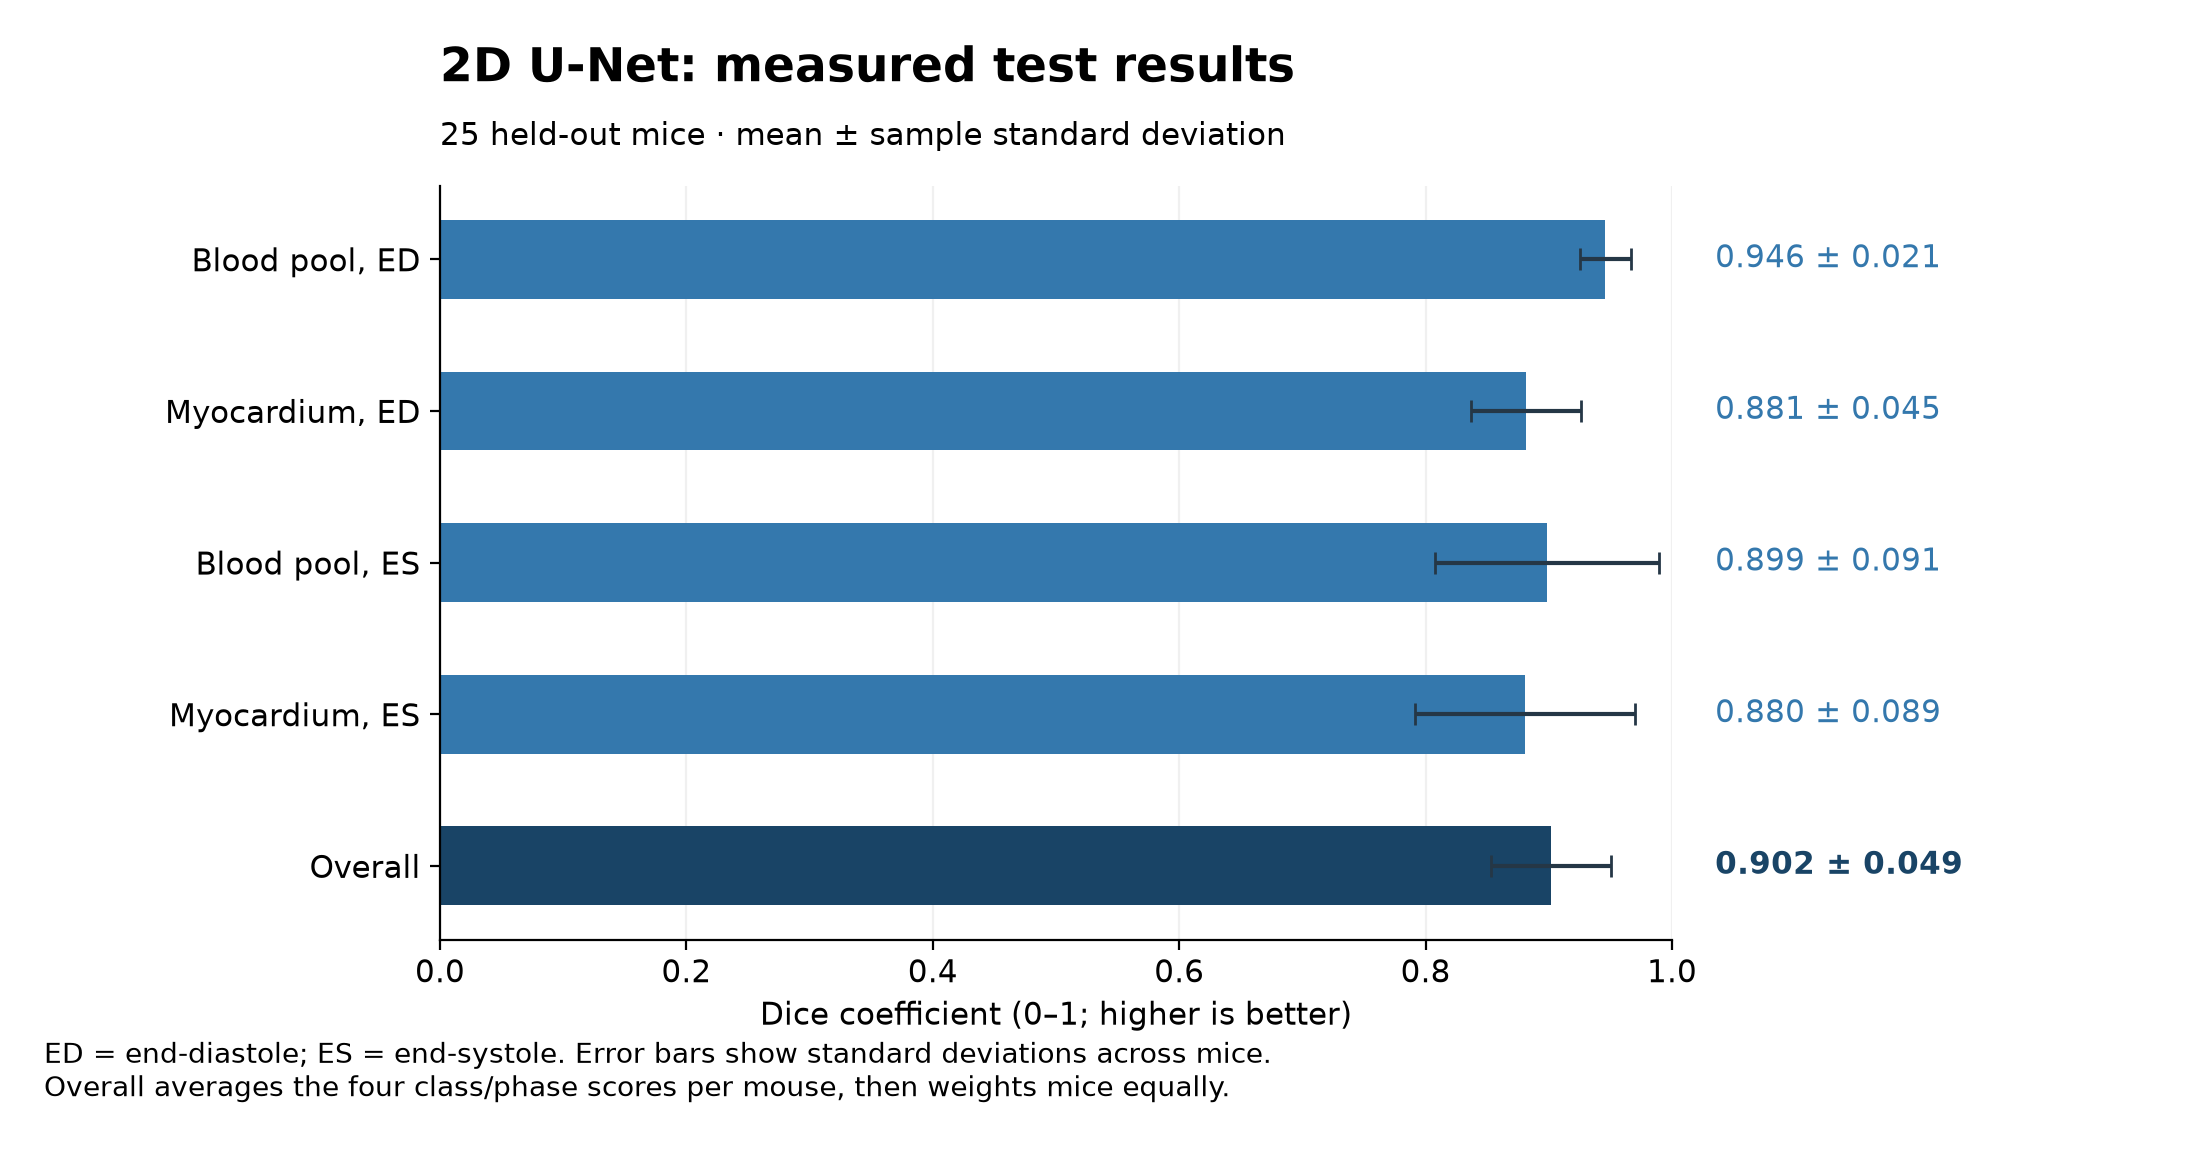 2D U-Net: measured test results
25 held-out mice · mean ± sample standard deviation
Blood pool, ED 0.946 ± 0.021
Myocardium, ED 0.881 ± 0.045
Blood pool, ES 0.899 ± 0.091
Myocardium, ES 0.880 ± 0.089
Overall 0.902 ± 0.049
0.0 0.2 0.4 0.6 0.8 1.0
Dice coefficient (0–1; higher is better)
ED = end-diastole; ES = end-systole. Error bars show standard deviations across mice.
Overall averages the four class/phase scores per mouse, then weights mice equally.